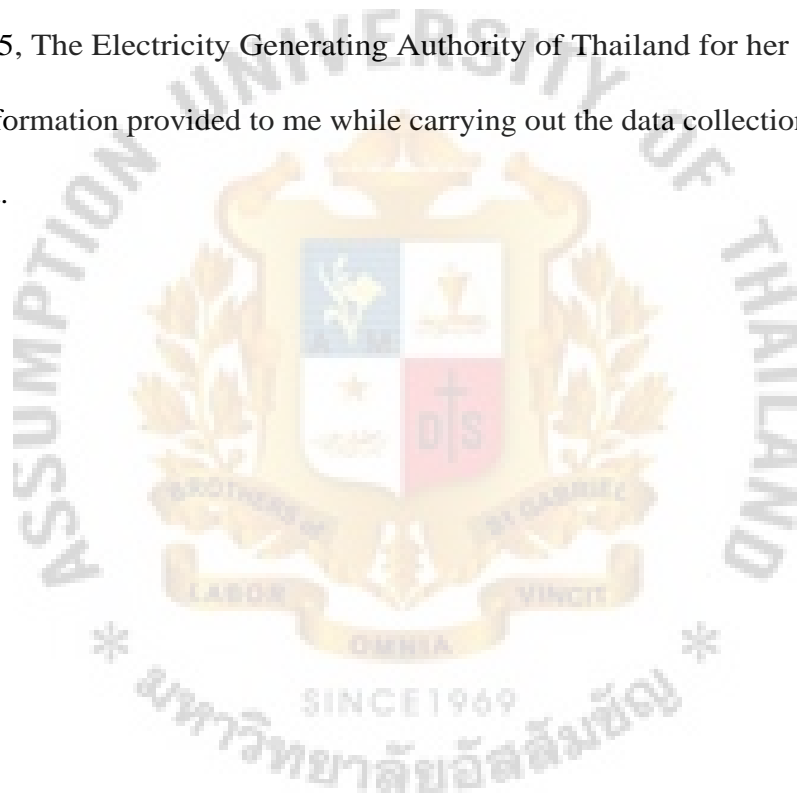 5, The Electricity Generating Authority of Thailand for her
formation provided to me while carrying out the data collection
.
ASSUMPTION UNIVERSITY OF THAILAND
A M
D S
BROTHERS of ST GABRIEL
LABOR OMNIA VINCIT
SINCE 1969
* มหาวิทยาลัยอัสสัมชัญ *